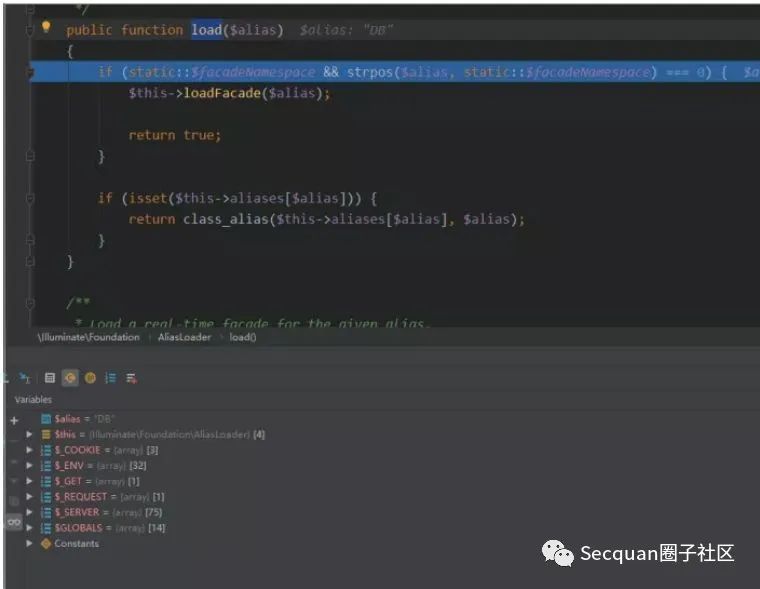 */
public function load($alias)  $alias: "DB"
{
if (static::$facadeNamespace && strpos($alias, static::$facadeNamespace) === 0) {  $a
$this->loadFacade($alias);
return true;
}
if (isset($this->aliases[$alias])) {
return class_alias($this->aliases[$alias], $alias);
}
}
/**
* Load a real-time facade for the given alias.
\Illuminate\Foundation › AliasLoader › load()
Variables
$alias = "DB"
$this = {Illuminate\Foundation\AliasLoader} [4]
$_COOKIE = {array} [3]
$_ENV = {array} [32]
$_GET = {array} [1]
$_REQUEST = {array} [1]
$_SERVER = {array} [75]
$GLOBALS = {array} [14]
Constants
Secquan圈子社区